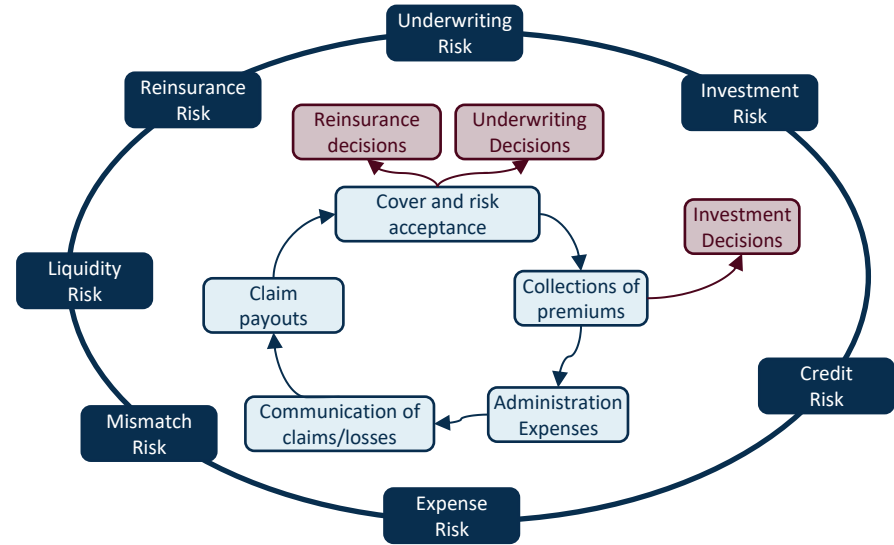 Underwriting
Risk
Reinsurance
Risk
Investment
Risk
Reinsurance
decisions
Underwriting
Decisions
Cover and risk
acceptance
Investment
Decisions
Liquidity
Risk
Claim
payouts
Collections of
premiums
Credit
Risk
Mismatch
Risk
Communication of
claims/losses
Administration
Expenses
Expense
Risk